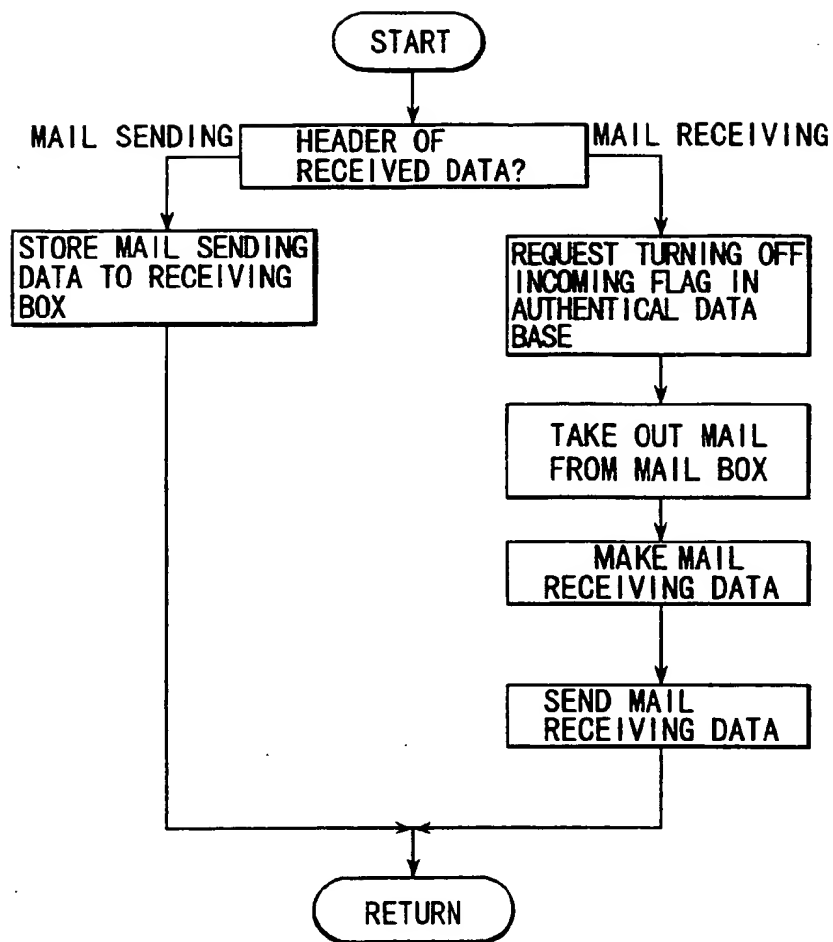 START
MAIL SENDING
HEADER OF
RECEIVED DATA?
MAIL RECEIVING
STORE MAIL SENDING
DATA TO RECEIVING
BOX
REQUEST TURNING OFF
INCOMING FLAG IN
AUTHENTICAL DATA
BASE
TAKE OUT MAIL
FROM MAIL BOX
MAKE MAIL
RECEIVING DATA
SEND MAIL
RECEIVING DATA
RETURN